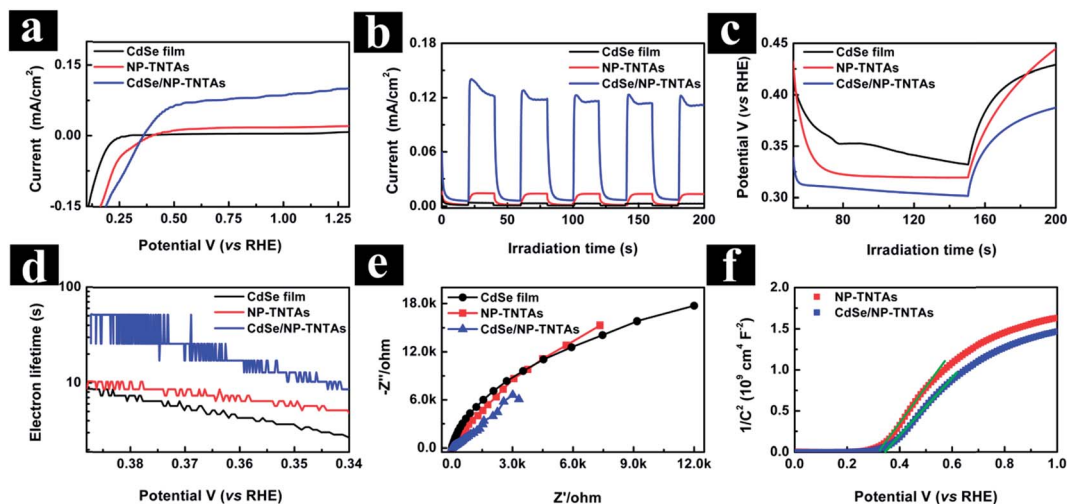 a
CdSe film
NP-TNTAs
CdSe/NP-TNTAs
0.15
0.00
-0.15
Current (mA/cm²)
0.25 0.50 0.75 1.00 1.25
Potential V (vs RHE)
b
CdSe film
NP-TNTAs
CdSe/NP-TNTAs
0.18
0.12
0.06
0.00
Current (mA/cm²)
0 40 80 120 160 200
Irradiation time (s)
c
CdSe film
NP-TNTAs
CdSe/NP-TNTAs
0.45
0.40
0.35
0.30
Potential V (vs RHE)
80 120 160 200
Irradiation time (s)
d
CdSe film
NP-TNTAs
CdSe/NP-TNTAs
100
10
Electron lifetime (s)
0.38 0.37 0.36 0.35 0.34
Potential V (vs RHE)
e
CdSe film
NP-TNTAs
CdSe/NP-TNTAs
18.0k
12.0k
6.0k
0.0
-Z''/ohm
0.0 3.0k 6.0k 9.0k 12.0k
Z'/ohm
f
NP-TNTAs
CdSe/NP-TNTAs
2.0
1.5
1.0
0.5
0.0
1/C² (10⁹ cm⁴ F⁻²)
0.0 0.2 0.4 0.6 0.8 1.0
Potential V (vs RHE)